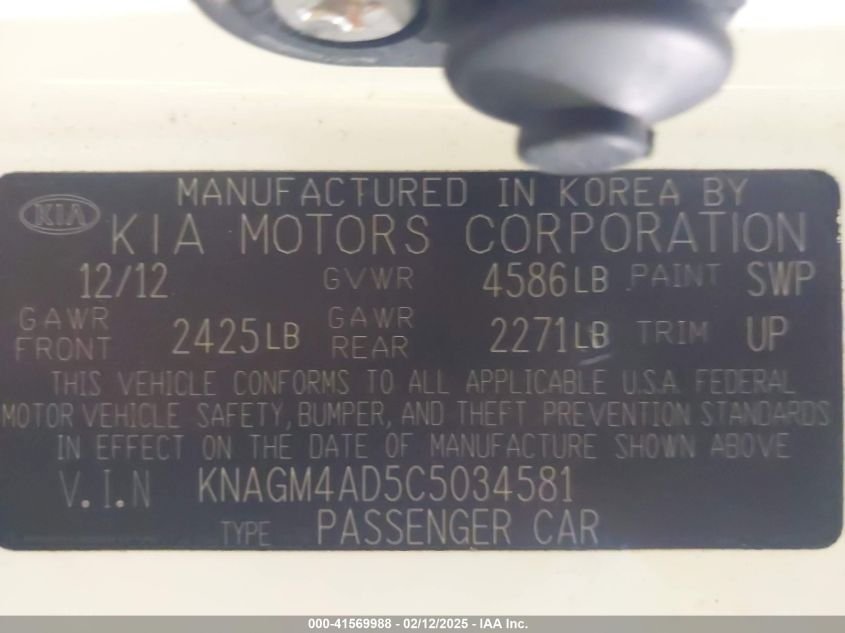 MANUFACTURED IN KOREA BY
KIA KIA MOTORS CORPORATION
12/12 GVWR 4586LB PAINT SWP
GAWR FRONT 2425LB GAWR REAR 2271LB TRIM UP
THIS VEHICLE CONFORMS TO ALL APPLICABLE U.S.A. FEDERAL
MOTOR VEHICLE SAFETY, BUMPER, AND THEFT PREVENTION STANDARDS
IN EFFECT ON THE DATE OF MANUFACTURE SHOWN ABOVE
V.I.N KNAGM4AD5C5034581
TYPE PASSENGER CAR
000-41569988 - 02/12/2025 - IAA Inc.